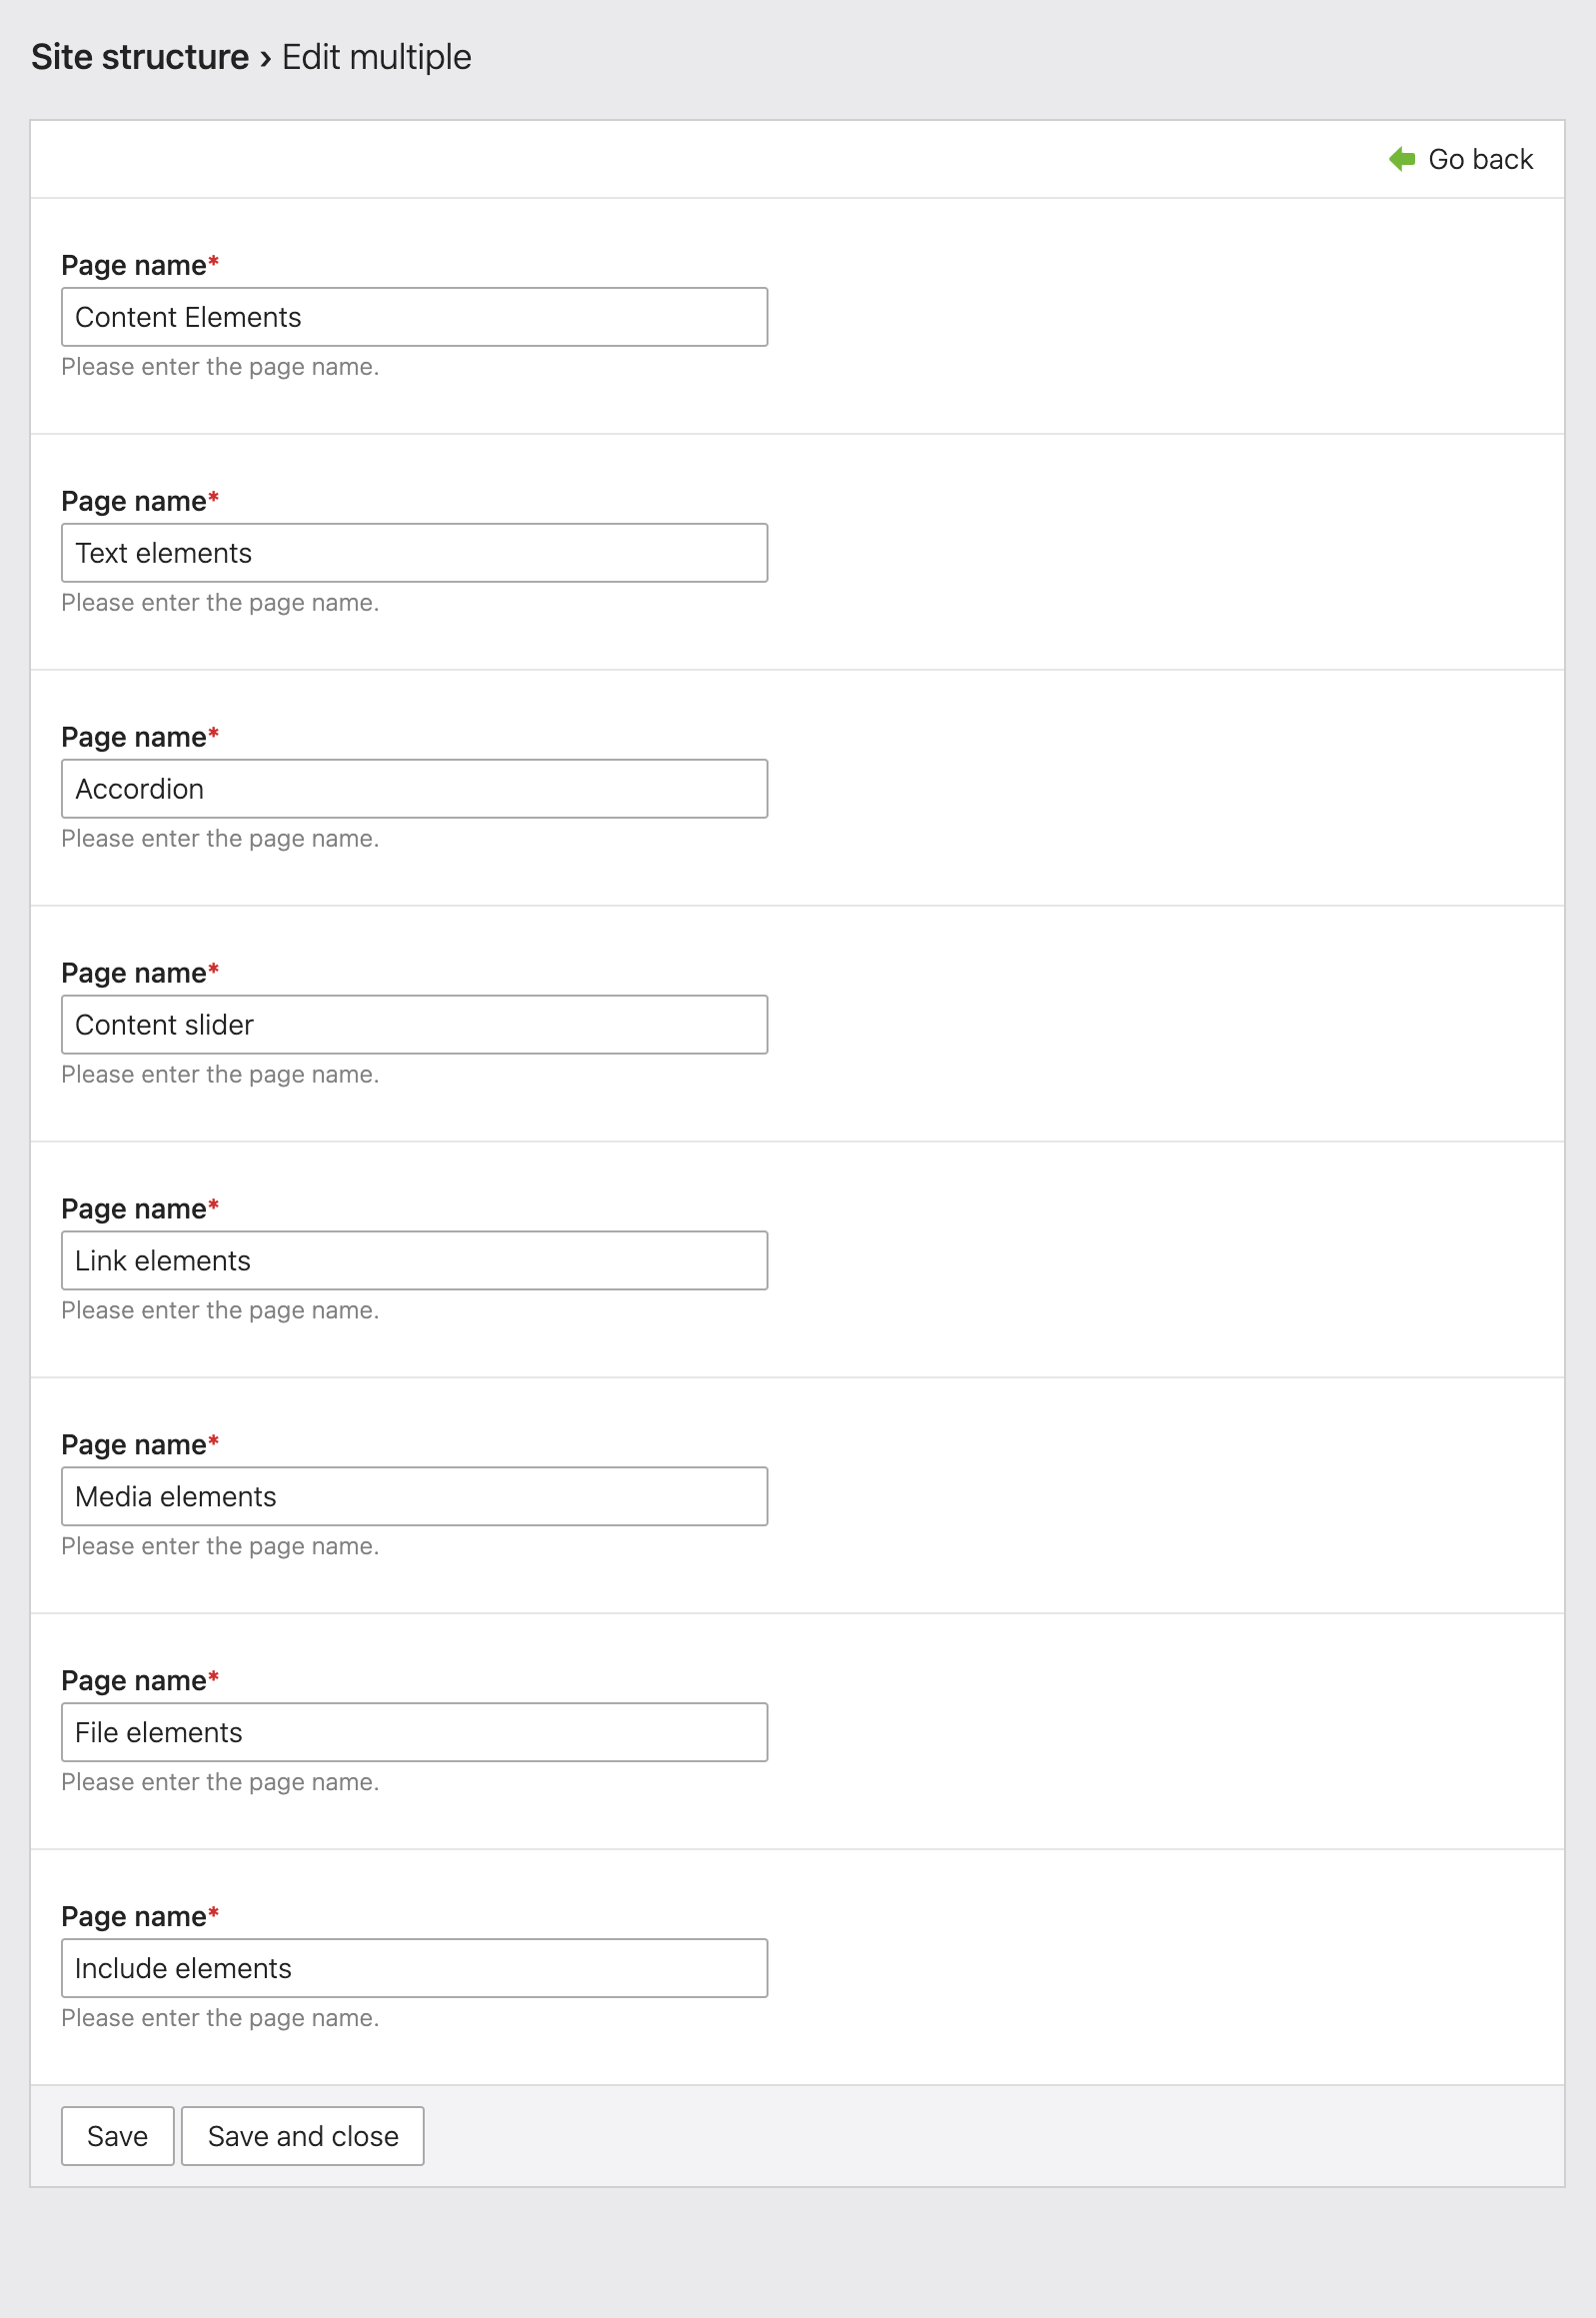 Site structure › Edit multiple
Go back
Page name*
Content Elements
Please enter the page name.
Page name*
Text elements
Please enter the page name.
Page name*
Accordion
Please enter the page name.
Page name*
Content slider
Please enter the page name.
Page name*
Link elements
Please enter the page name.
Page name*
Media elements
Please enter the page name.
Page name*
File elements
Please enter the page name.
Page name*
Include elements
Please enter the page name.
Save Save and close